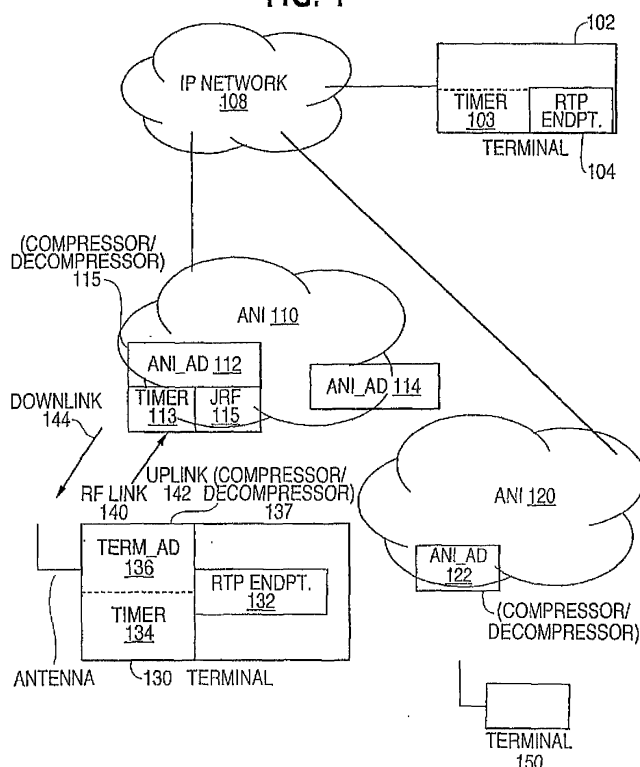 FIG. 1
102
IP NETWORK
108
TIMER
103
RTP
ENDPT.
TERMINAL
104
(COMPRESSOR/
DECOMPRESSOR)
115
ANI 110
ANI_AD 112
TIMER
113
JRF
115
ANI_AD 114
DOWNLINK
144
RF LINK
140
UPLINK
142
(COMPRESSOR/
DECOMPRESSOR)
137
TERM_AD
136
RTP ENDPT.
132
TIMER
134
ANTENNA
130 TERMINAL
ANI 120
ANI_AD
122
(COMPRESSOR/
DECOMPRESSOR)
TERMINAL
150